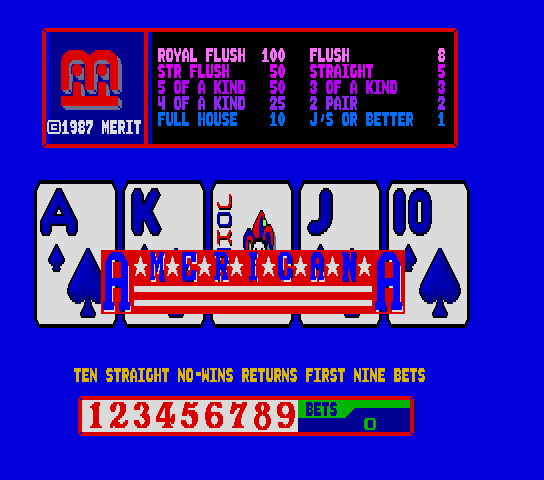 ROYAL FLUSH 100 FLUSH 8
STR FLUSH 50 STRAIGHT 5
5 OF A KIND 50 3 OF A KIND 3
4 OF A KIND 25 2 PAIR 2
FULL HOUSE 10 J'S OR BETTER 1
©1987 MERIT
A K JOK J 10
AMERICANA
TEN STRAIGHT NO-WINS RETURNS FIRST NINE BETS
123456789 BETS
0